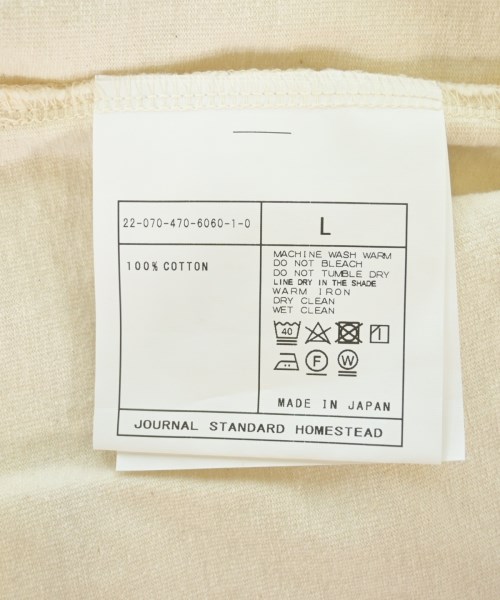 22-070-470-6060-1-0
L
100% COTTON
MACHINE WASH WARM
DO NOT BLEACH
DO NOT TUMBLE DRY
LINE DRY IN THE SHADE
WARM IRON
DRY CLEAN
WET CLEAN
40
F W
MADE IN JAPAN
JOURNAL STANDARD HOMESTEAD